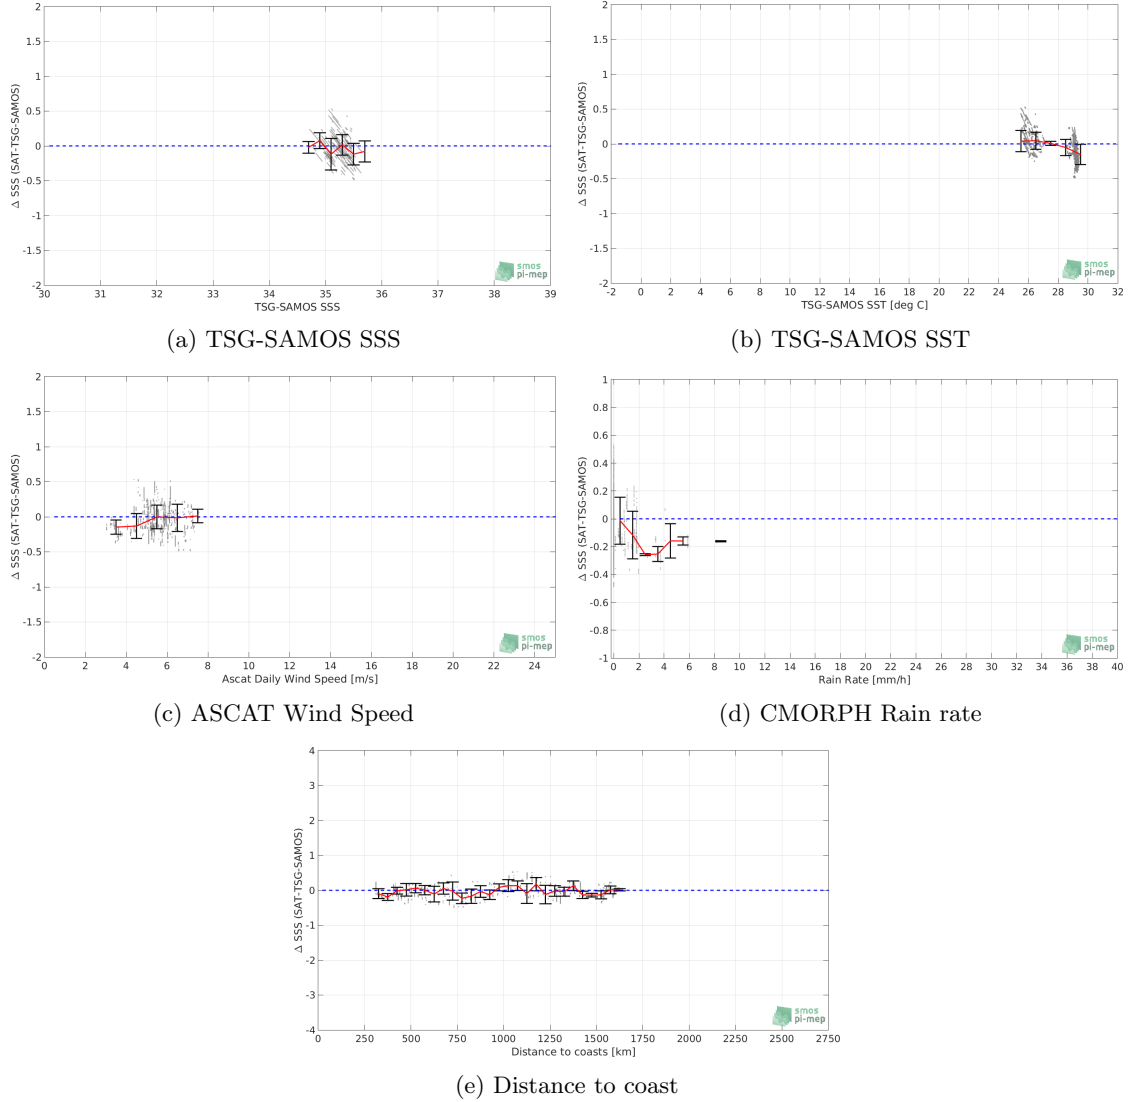 2
1.5
1
0.5
0
-0.5
-1
-1.5
-2
Δ SSS (SAT-TSG-SAMOS)
30 31 32 33 34 35 36 37 38 39
TSG-SAMOS SSS
smos
pi-mep
(a) TSG-SAMOS SSS
2
1.5
1
0.5
0
-0.5
-1
-1.5
-2
Δ SSS (SAT-TSG-SAMOS)
-2 0 2 4 6 8 10 12 14 16 18 20 22 24 26 28 30 32
TSG-SAMOS SST [deg C]
smos
pi-mep
(b) TSG-SAMOS SST
2
1.5
1
0.5
0
-0.5
-1
-1.5
-2
Δ SSS (SAT-TSG-SAMOS)
0 2 4 6 8 10 12 14 16 18 20 22 24
Ascat Daily Wind Speed [m/s]
smos
pi-mep
(c) ASCAT Wind Speed
1
0.8
0.6
0.4
0.2
0
-0.2
-0.4
-0.6
-0.8
-1
Δ SSS (SAT-TSG-SAMOS)
0 2 4 6 8 10 12 14 16 18 20 22 24 26 28 30 32 34 36 38 40
Rain Rate [mm/h]
smos
pi-mep
(d) CMORPH Rain rate
4
3
2
1
0
-1
-2
-3
-4
Δ SSS (SAT-TSG-SAMOS)
0 250 500 750 1000 1250 1500 1750 2000 2250 2500 2750
Distance to coasts [km]
smos
pi-mep
(e) Distance to coast